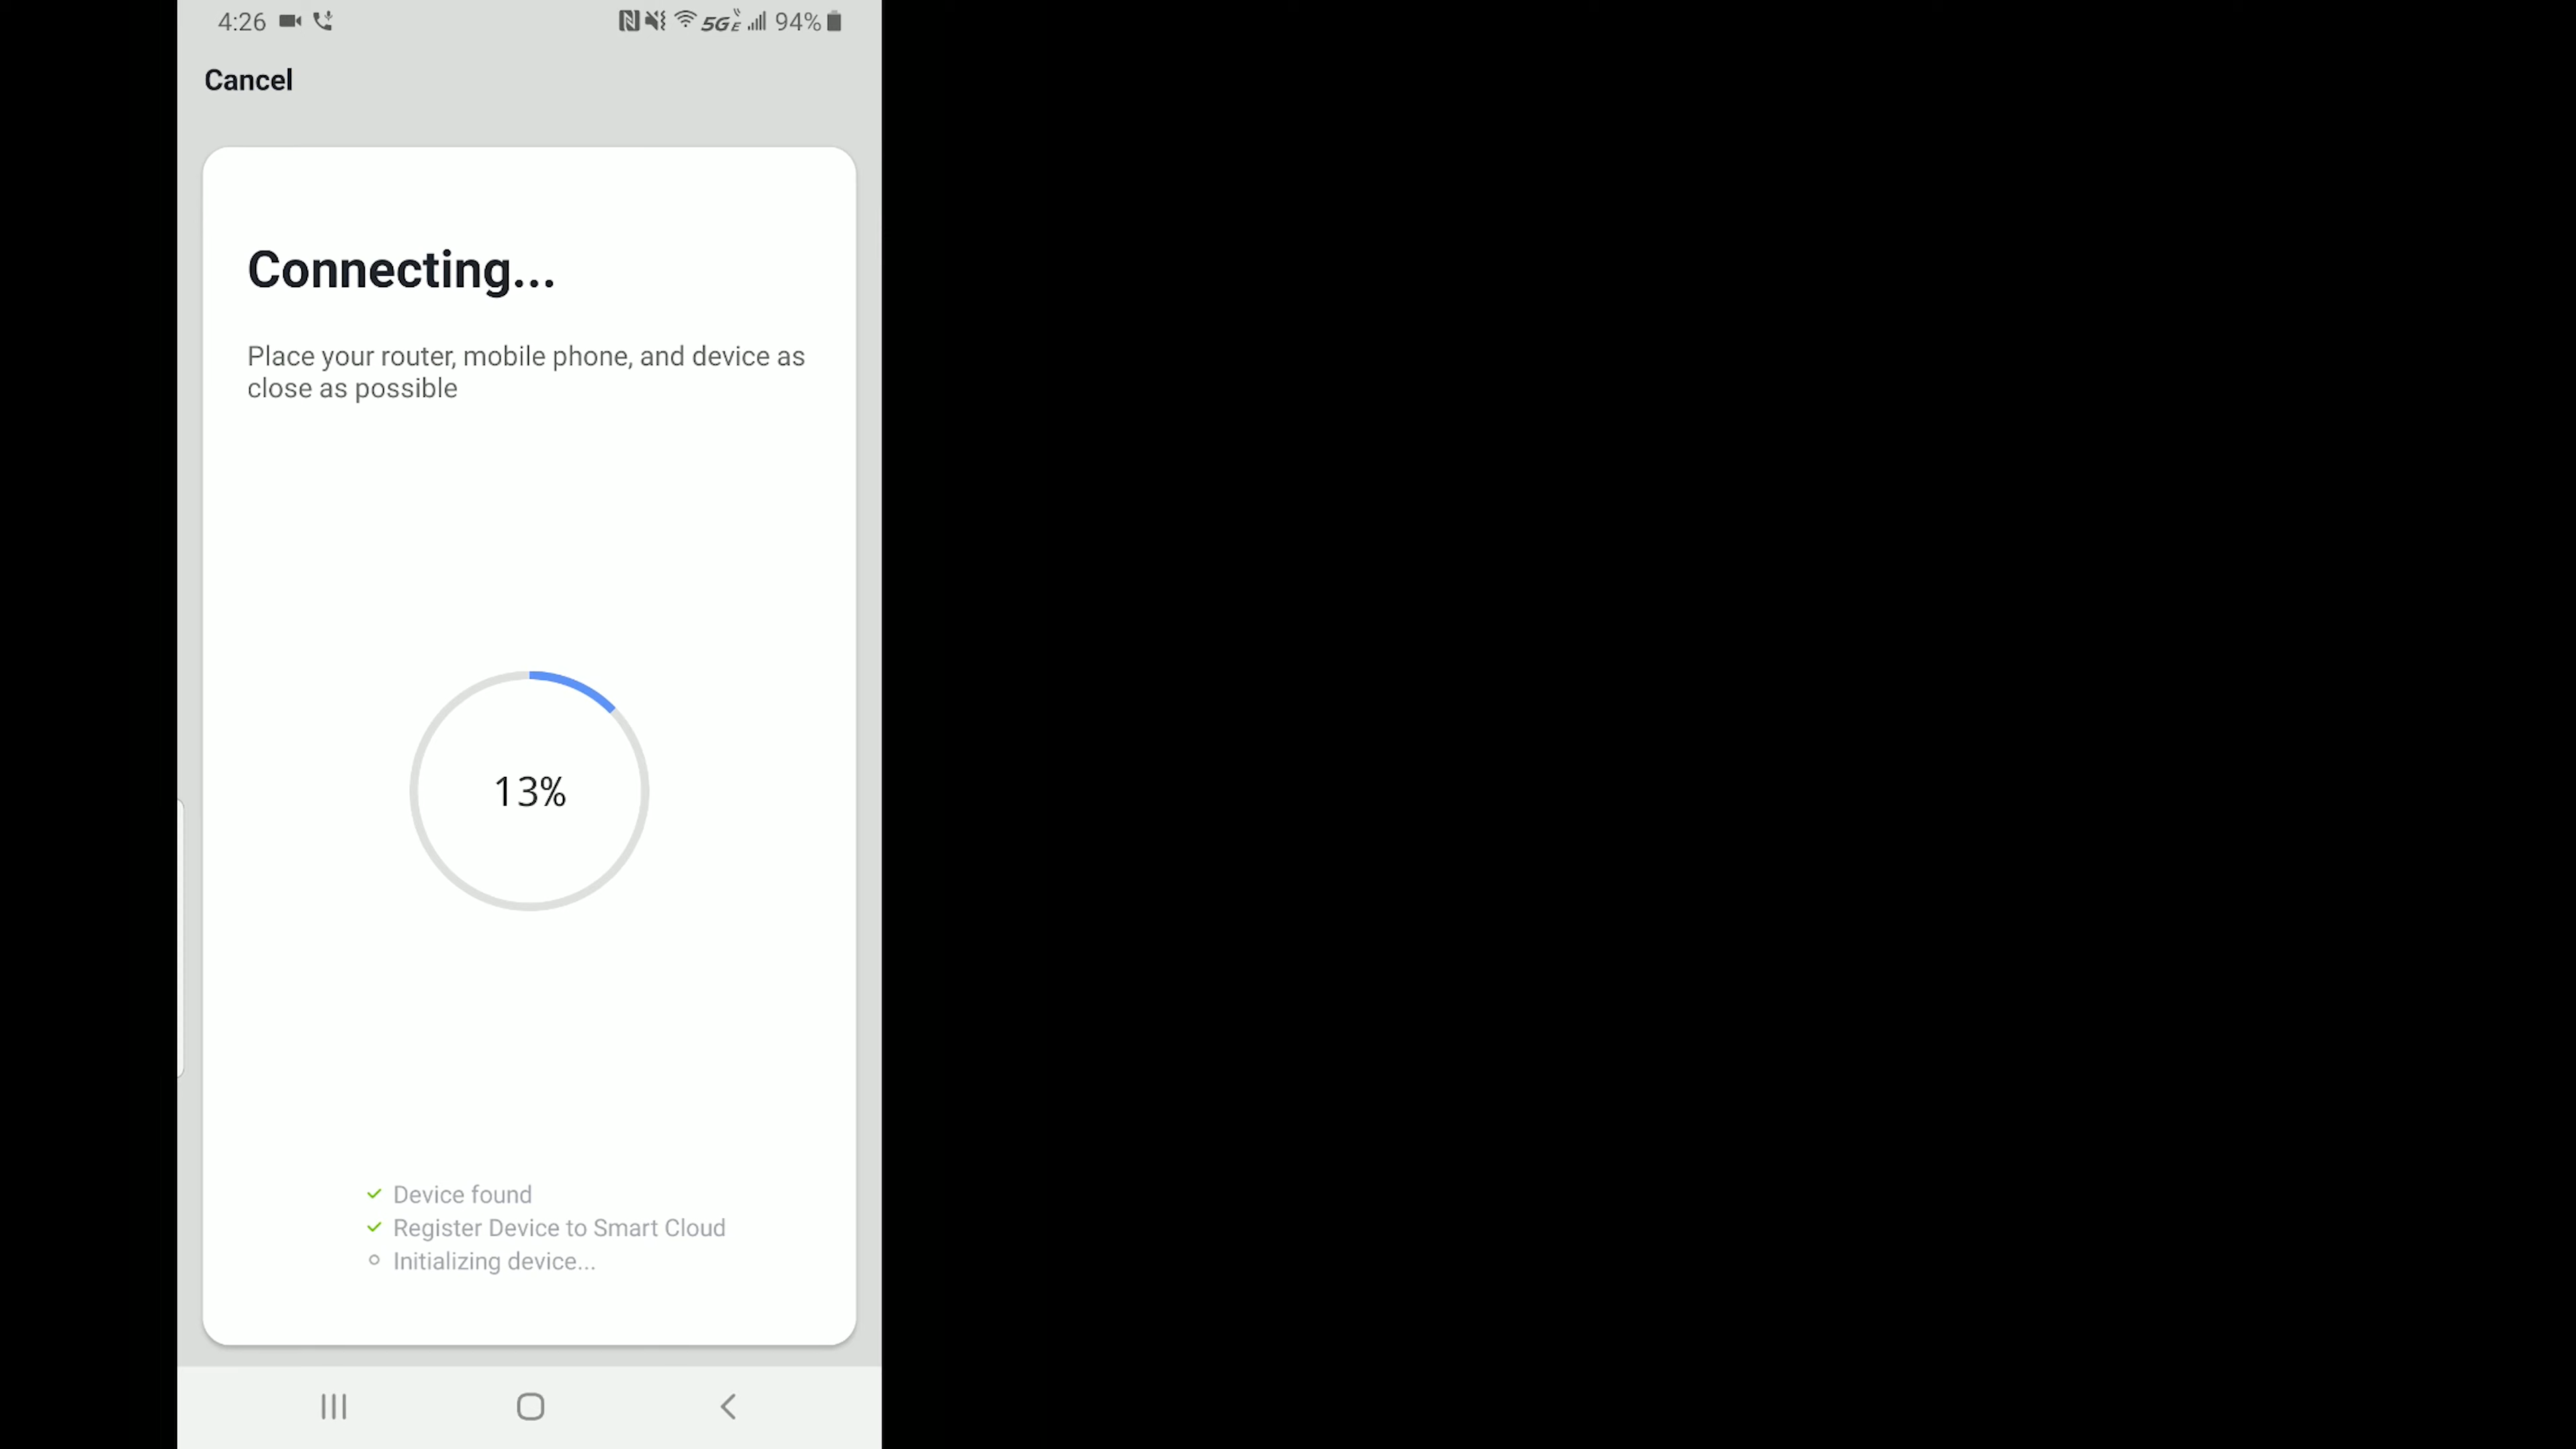 4:26 5GE 94%
Cancel
Connecting...
Place your router, mobile phone, and device as
close as possible
13%
Device found
Register Device to Smart Cloud
Initializing device...